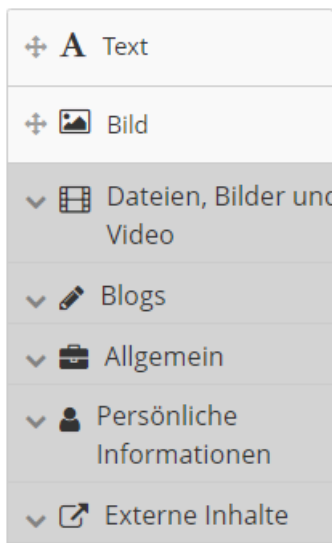 Text
Bild
Dateien, Bilder und
Video
Blogs
Allgemein
Persönliche
Informationen
Externe Inhalte